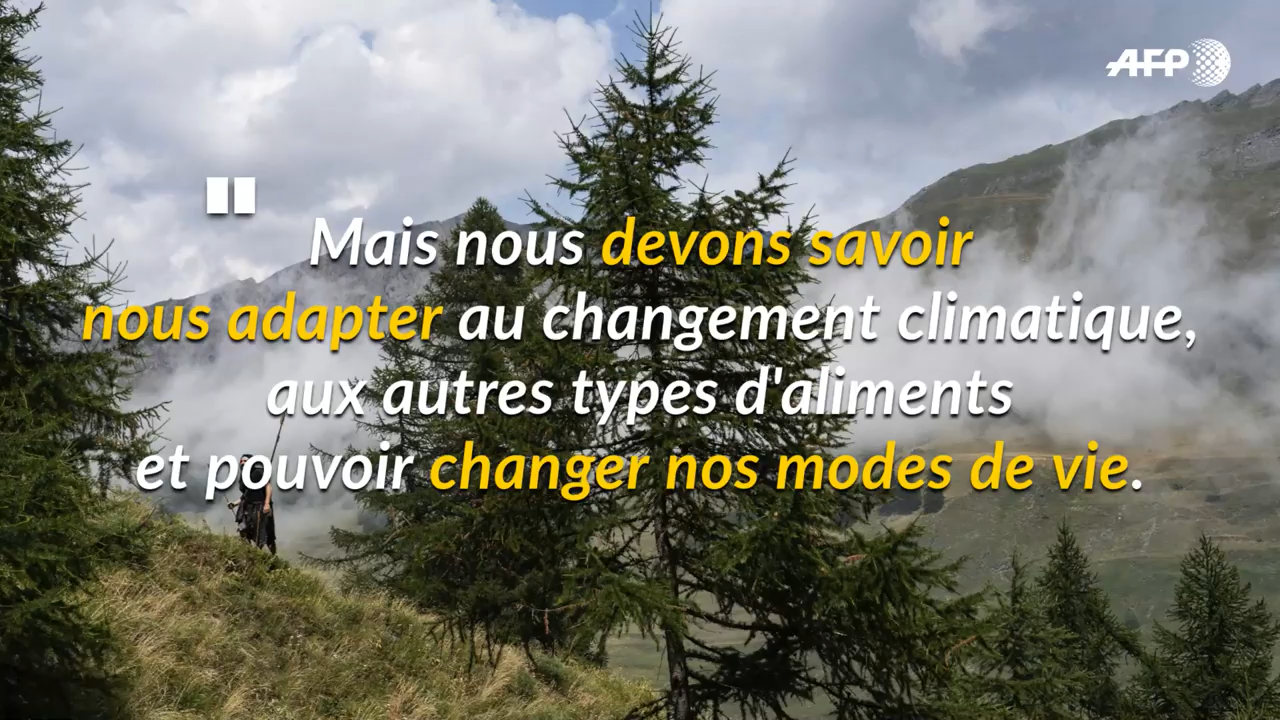 AFP
"
Mais nous devons savoir
nous adapter au changement climatique,
aux autres types d'aliments
et pouvoir changer nos modes de vie.